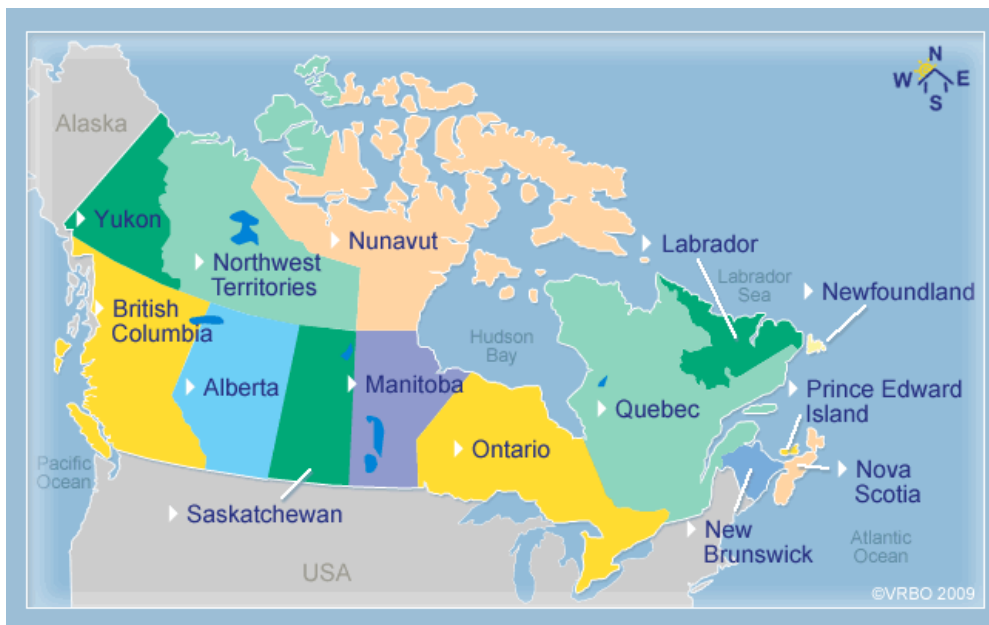 N
W E
S
Alaska
Yukon
Northwest
Territories
Nunavut
Labrador
Labrador
Sea
Newfoundland
British
Columbia
Hudson
Bay
Alberta
Manitoba
Quebec
Prince Edward
Island
Ontario
Pacific
Ocean
Nova
Scotia
Saskatchewan
New
Brunswick
Atlantic
Ocean
USA
©VRBO 2009